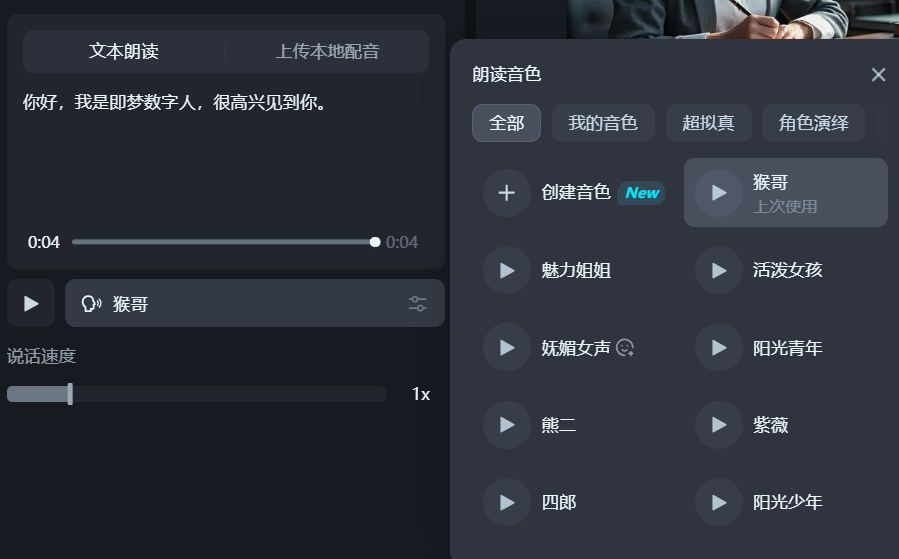 文本朗读
上传本地配音
你好，我是即梦数字人，很高兴见到你。
0:04
0:04
猴哥
说话速度
1x
朗读音色
全部
我的音色
超拟真
角色演绎
创建音色 New
猴哥
上次使用
魅力姐姐
活泼女孩
妩媚女声
阳光青年
熊二
紫薇
四郎
阳光少年